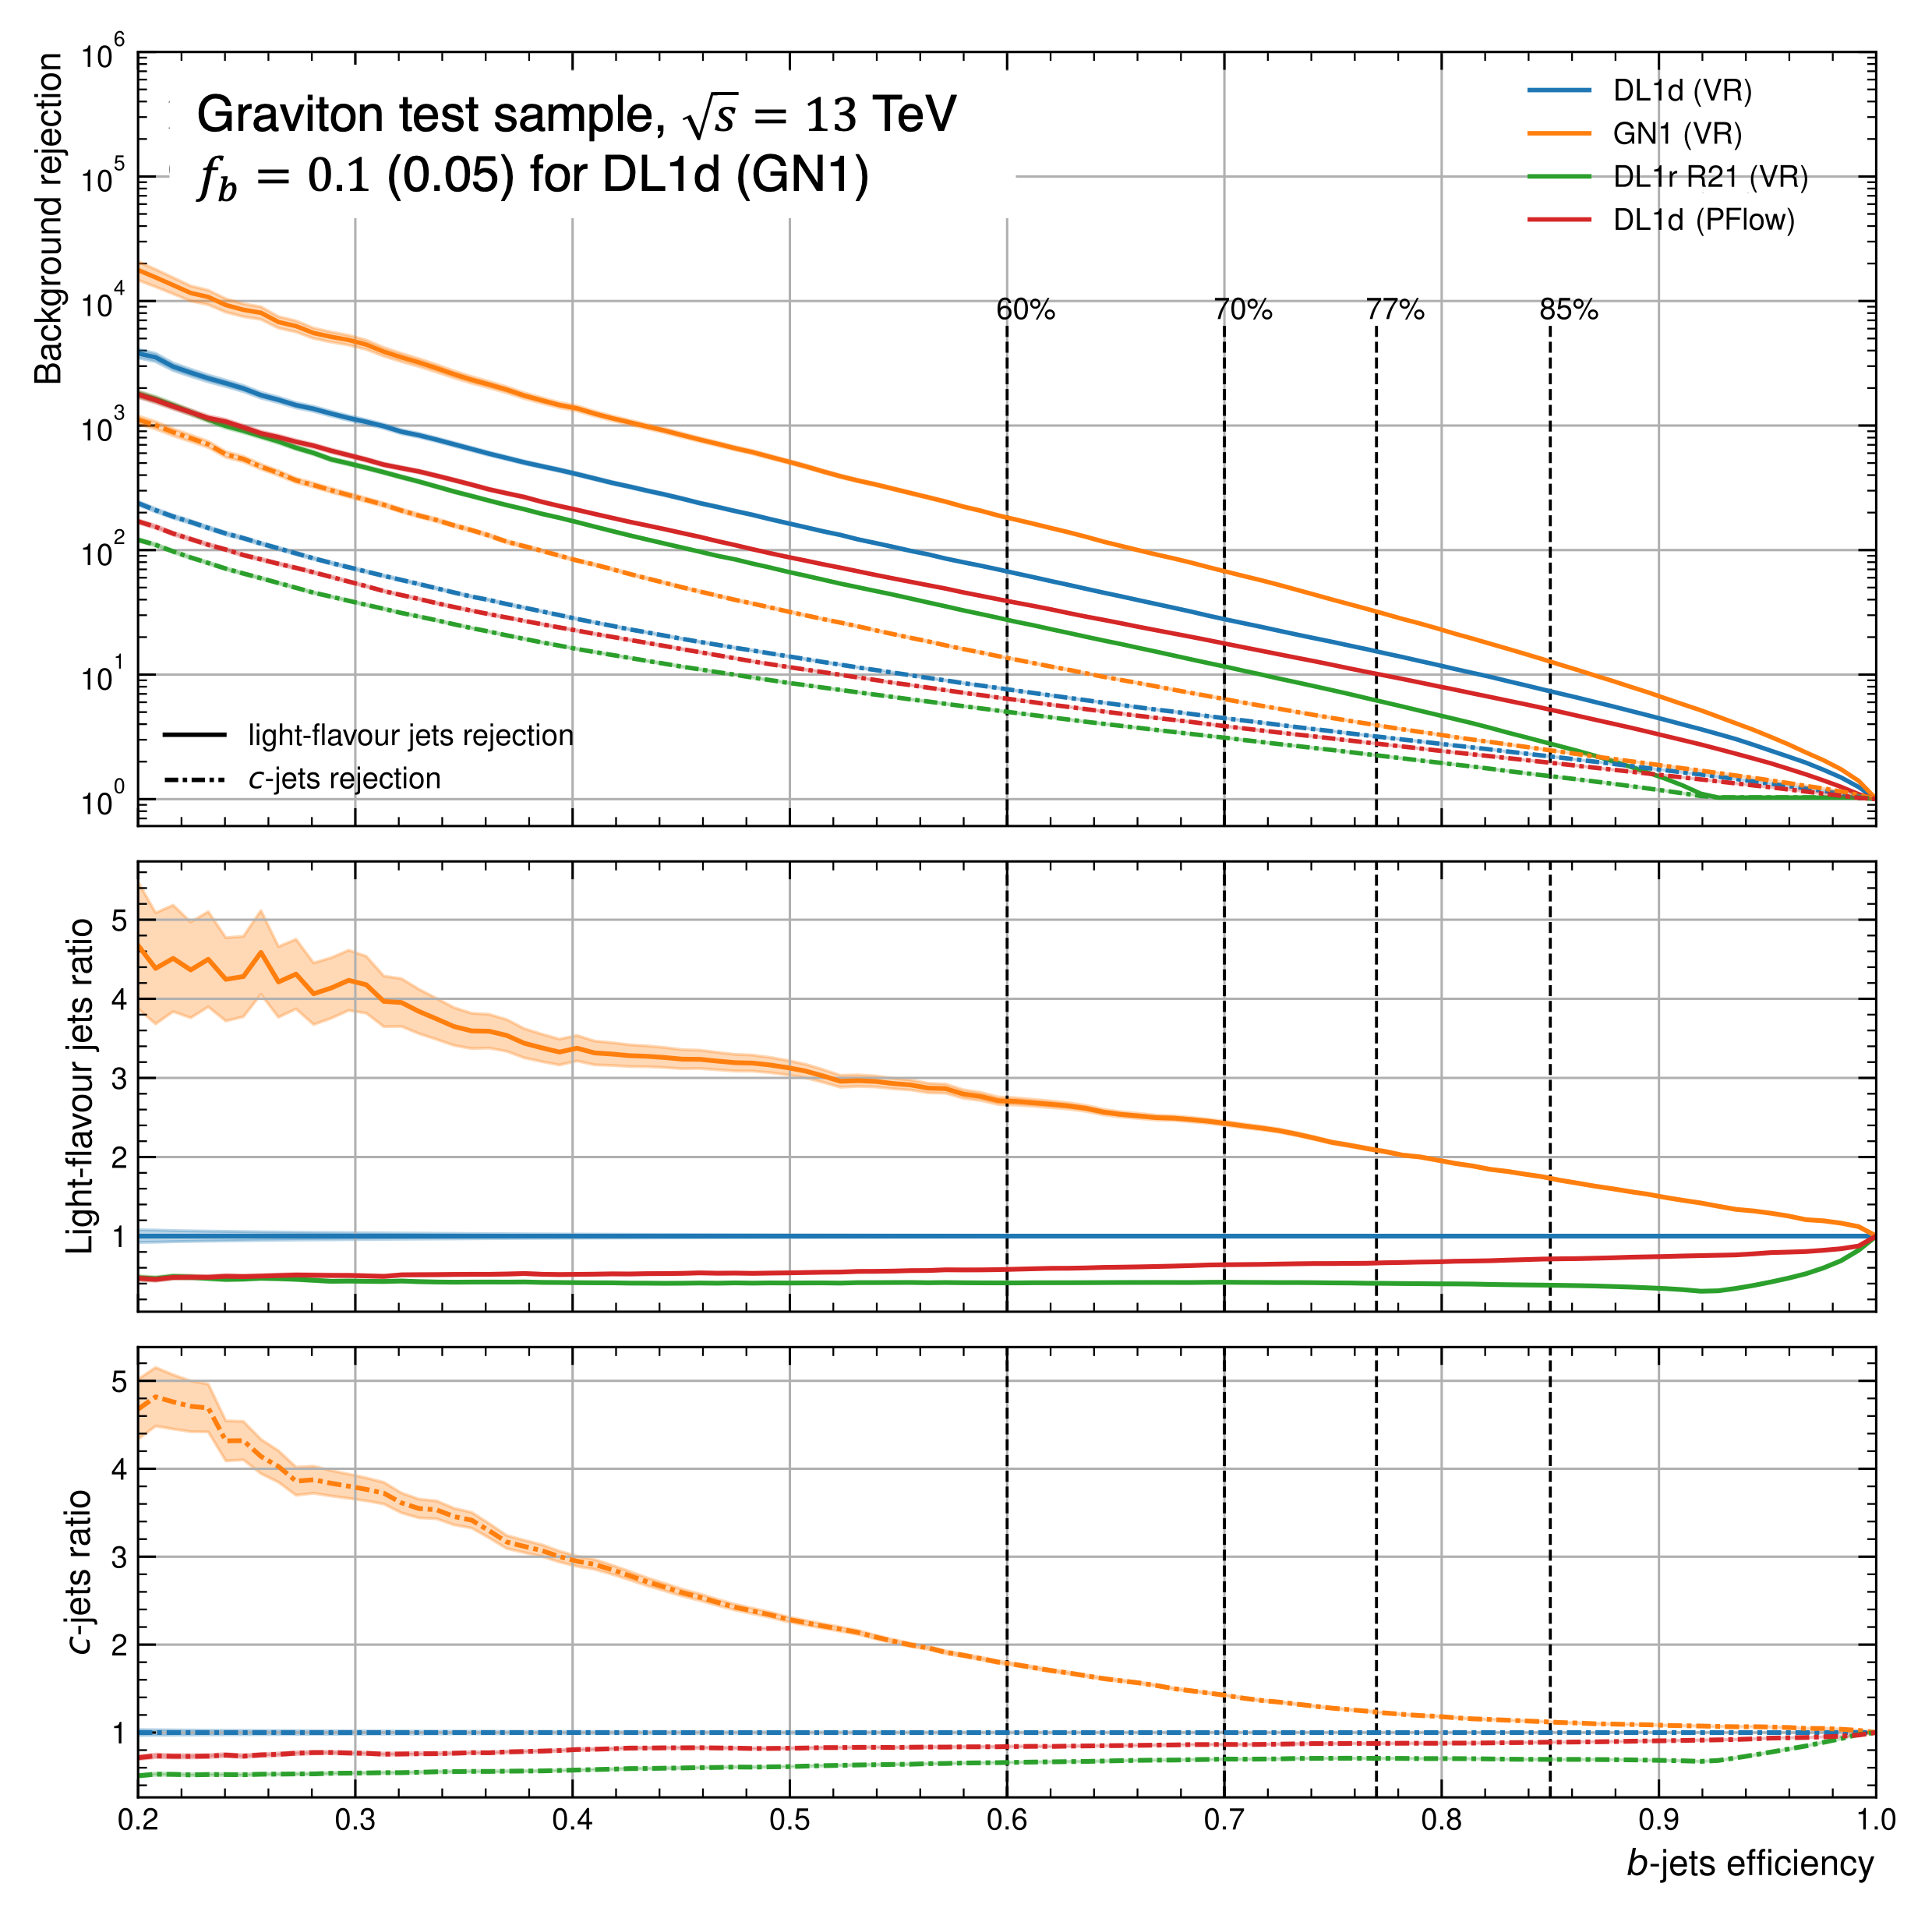 Background rejection
10^6
10^5
10^4
10^3
10^2
10^1
10^0
Graviton test sample, √s = 13 TeV
f_b = 0.1 (0.05) for DL1d (GN1)
DL1d (VR)
GN1 (VR)
DL1r R21 (VR)
DL1d (PFlow)
60% 70% 77% 85%
light-flavour jets rejection
c-jets rejection
Light-flavour jets ratio
5
4
3
2
1
c-jets ratio
5
4
3
2
1
0.2 0.3 0.4 0.5 0.6 0.7 0.8 0.9 1.0
b-jets efficiency